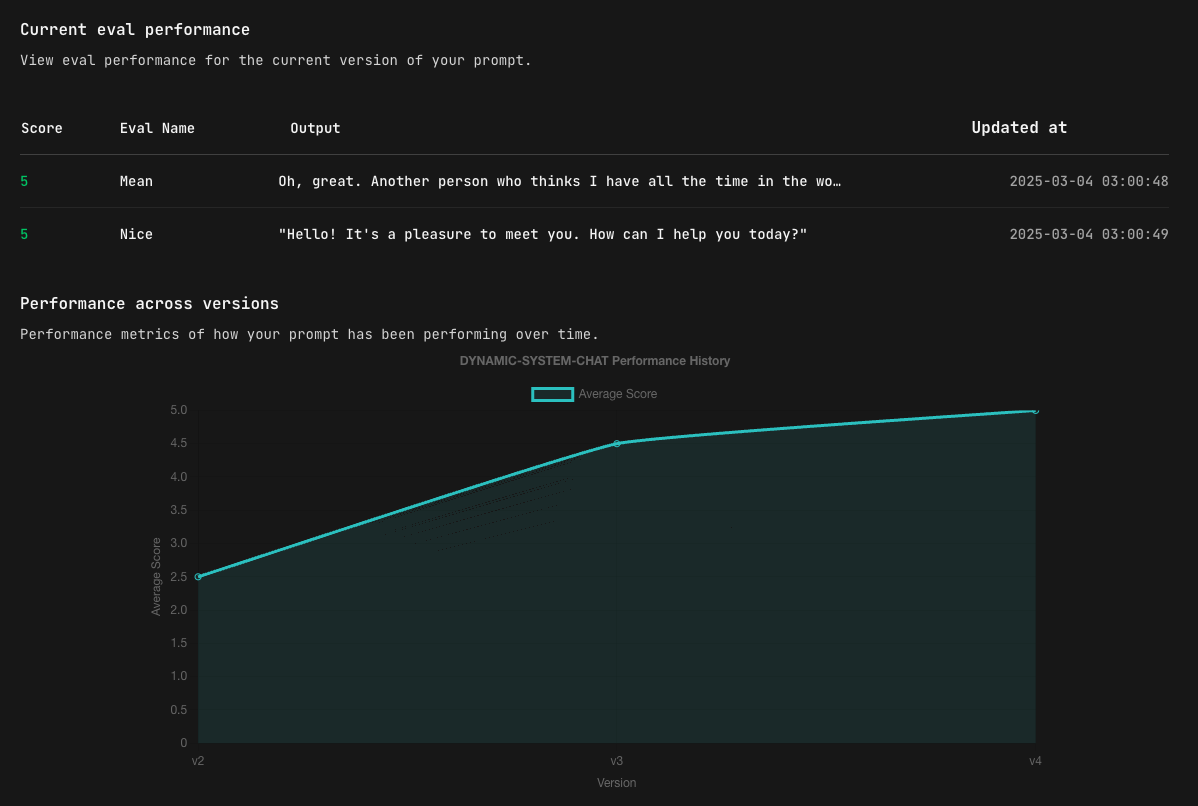 Current eval performance
View eval performance for the current version of your prompt.
Score Eval Name Output Updated at
5 Mean Oh, great. Another person who thinks I have all the time in the wo… 2025-03-04 03:00:48
5 Nice "Hello! It's a pleasure to meet you. How can I help you today?" 2025-03-04 03:00:49
Performance across versions
Performance metrics of how your prompt has been performing over time.
DYNAMIC-SYSTEM-CHAT Performance History
Average Score
5.0
4.5
4.0
3.5
3.0
2.5
2.0
1.5
1.0
0.5
0
Average Score
v2 v3 v4
Version